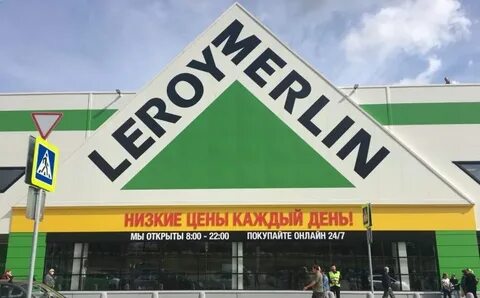 LEROY MERLIN
НИЗКИЕ ЦЕНЫ КАЖДЫЙ ДЕНЬ!
МЫ ОТКРЫТЫ 8:00 - 22:00 ПОКУПАЙТЕ ОНЛАЙН 24/7